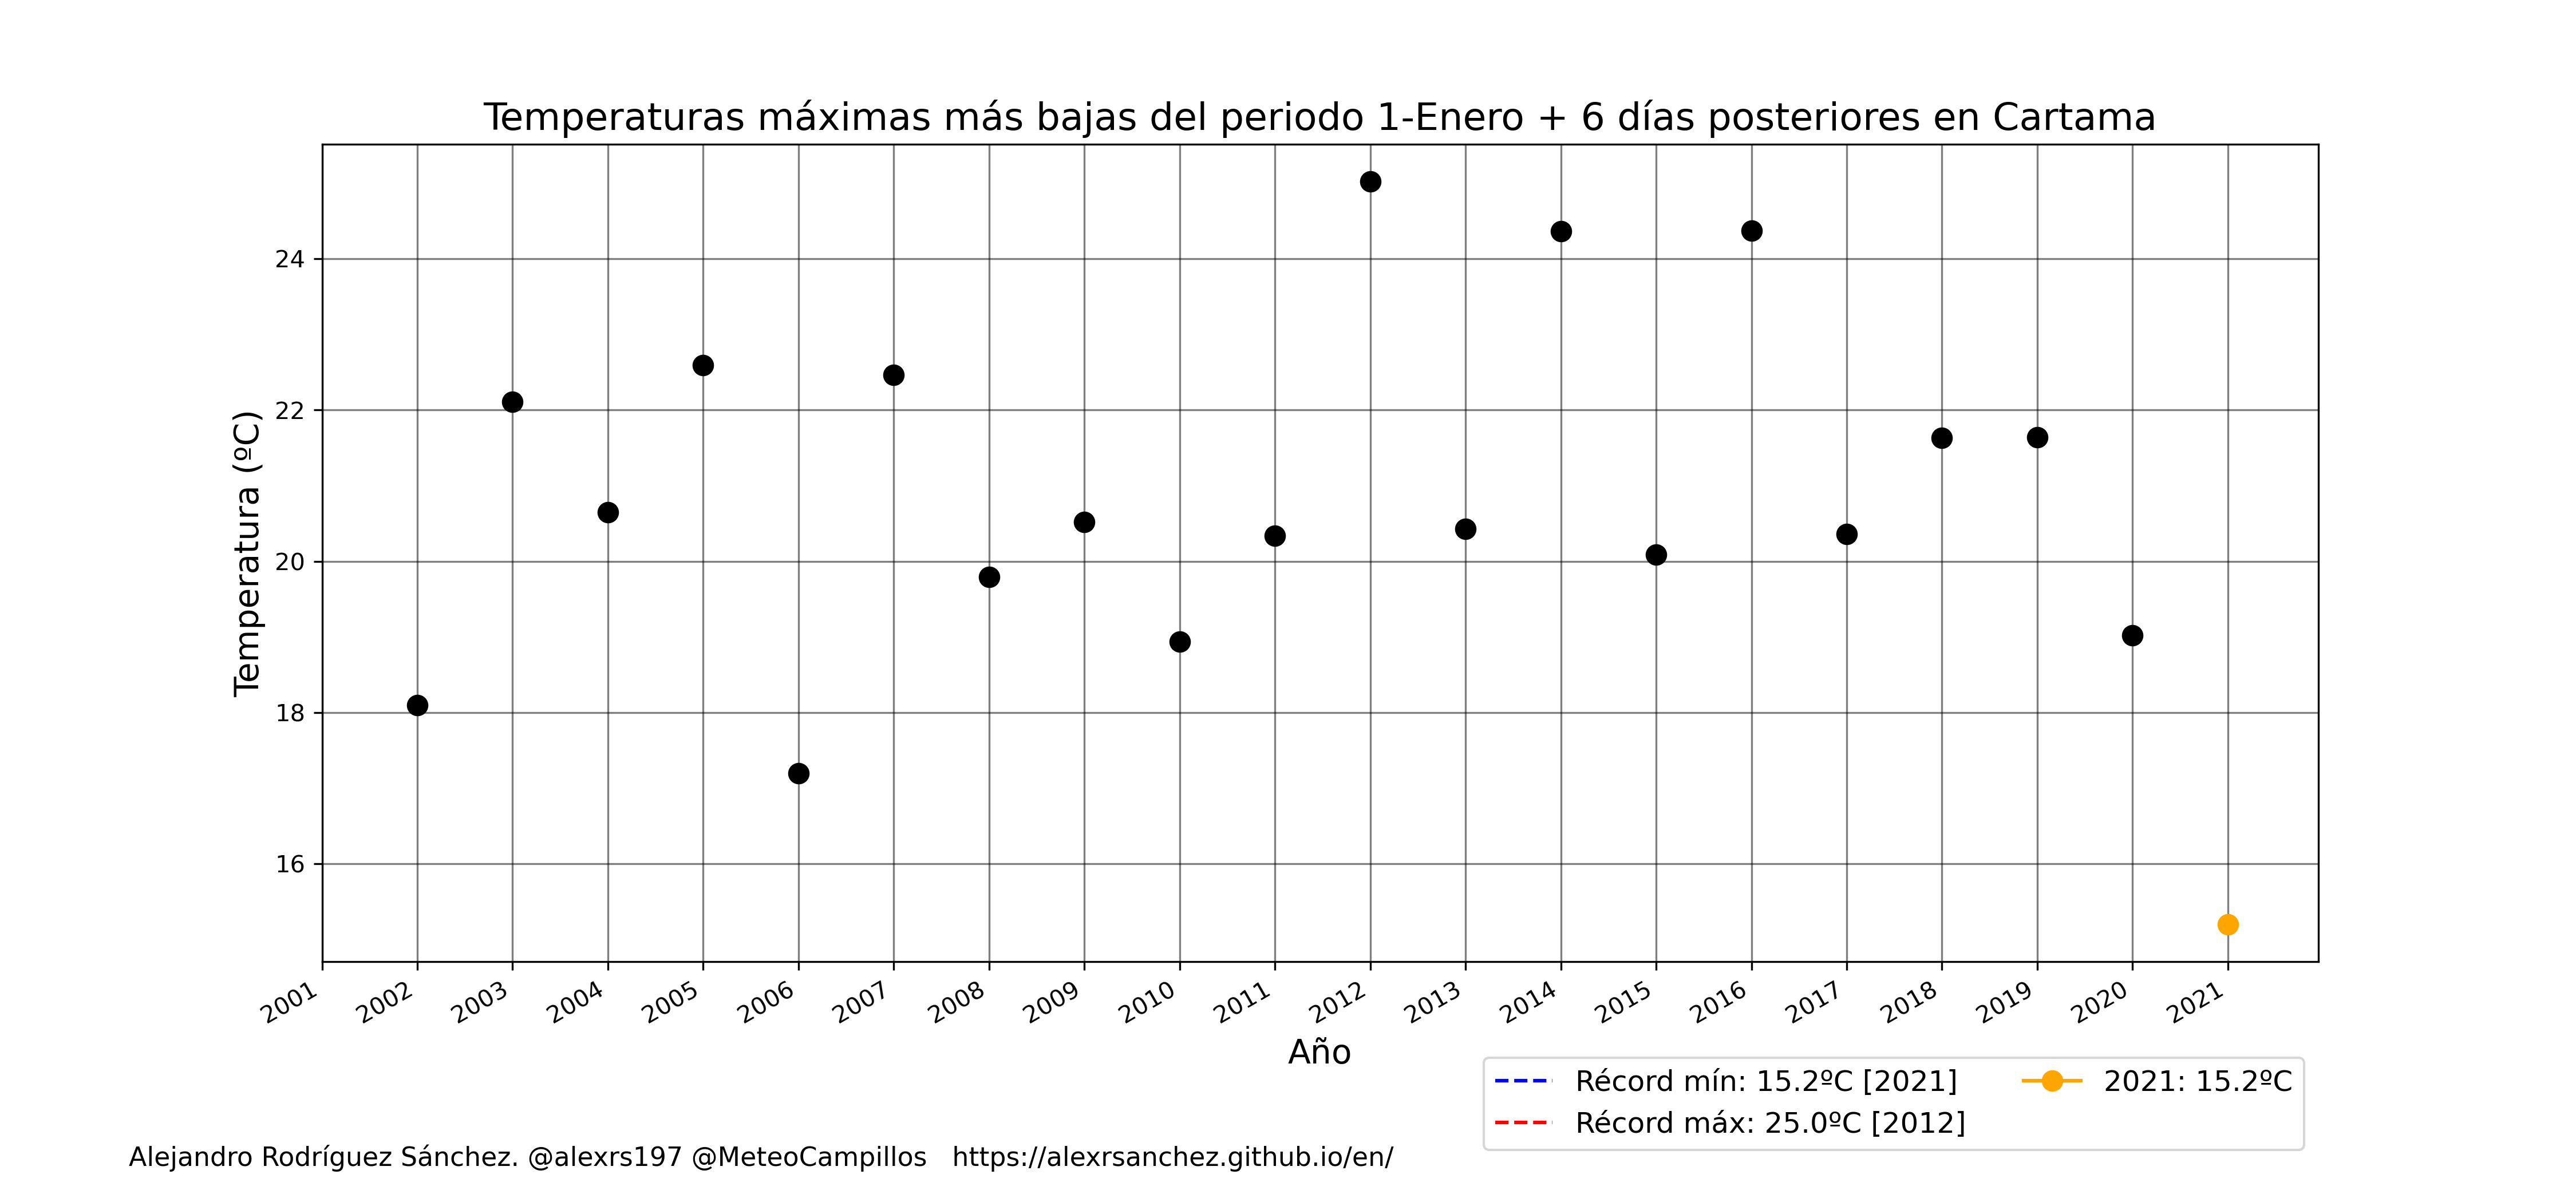 Temperaturas máximas más bajas del periodo 1-Enero + 6 días posteriores en Cartama
Temperatura (ºC)
24
22
20
18
16
2001 2002 2003 2004 2005 2006 2007 2008 2009 2010 2011 2012 2013 2014 2015 2016 2017 2018 2019 2020 2021
Año
Récord mín: 15.2ºC [2021]
Récord máx: 25.0ºC [2012]
2021: 15.2ºC
Alejandro Rodríguez Sánchez. @alexrs197 @MeteoCampillos https://alexrsanchez.github.io/en/